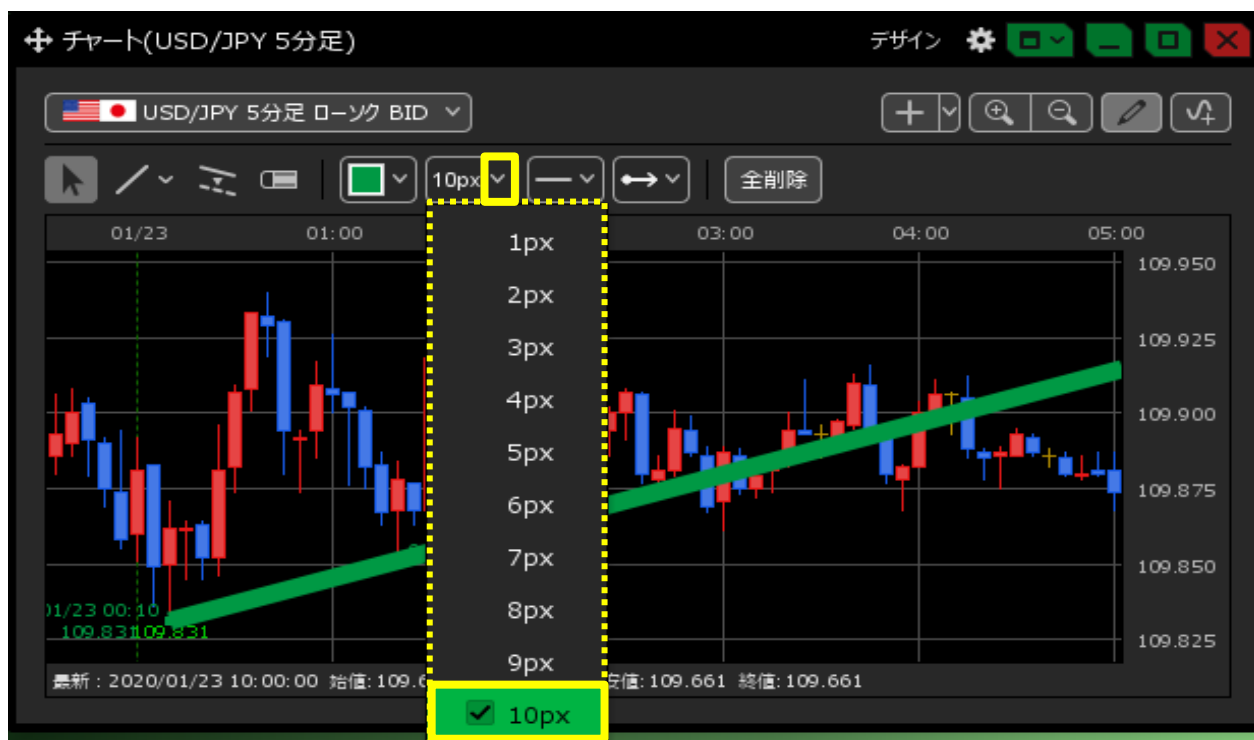 チャート(USD/JPY 5分足)
デザイン
USD/JPY 5分足 ローソク BID
10px
全削除
01/23 01:00 03:00 04:00 05:00
1px
2px
3px
4px
5px
6px
7px
8px
9px
10px
109.950
109.925
109.900
109.875
109.850
109.825
01/23 00:10
109.831 109.831
最新:2020/01/23 10:00:00 始値:109.6
安値:109.661 終値:109.661